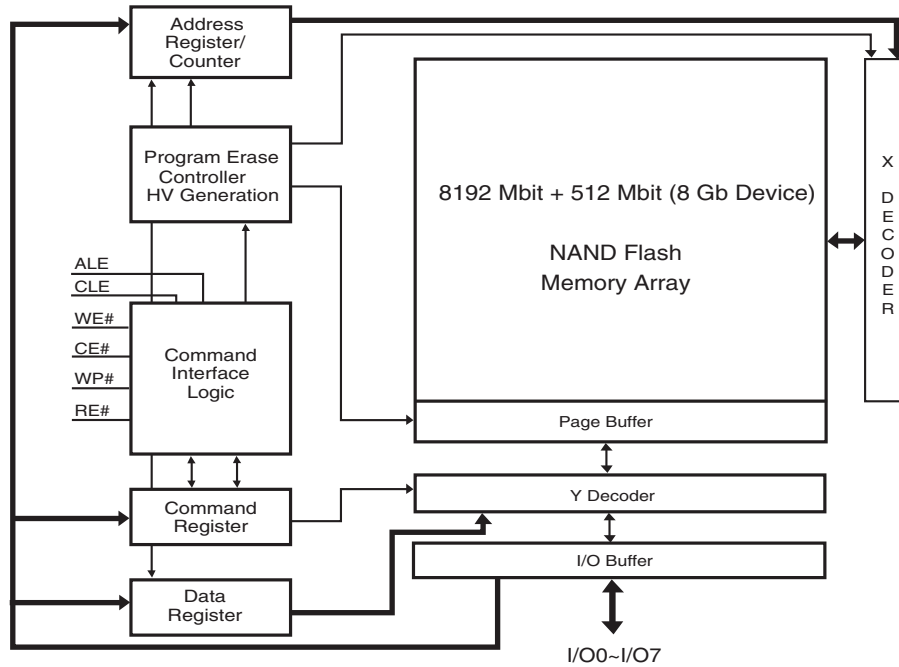 Address
Register/
Counter
Program Erase
Controller
HV Generation
ALE
CLE
WE#
CE#
WP#
RE#
Command
Interface
Logic
Command
Register
Data
Register
8192 Mbit + 512 Mbit (8 Gb Device)
NAND Flash
Memory Array
Page Buffer
Y Decoder
I/O Buffer
I/O0~I/O7
X
D
E
C
O
D
E
R